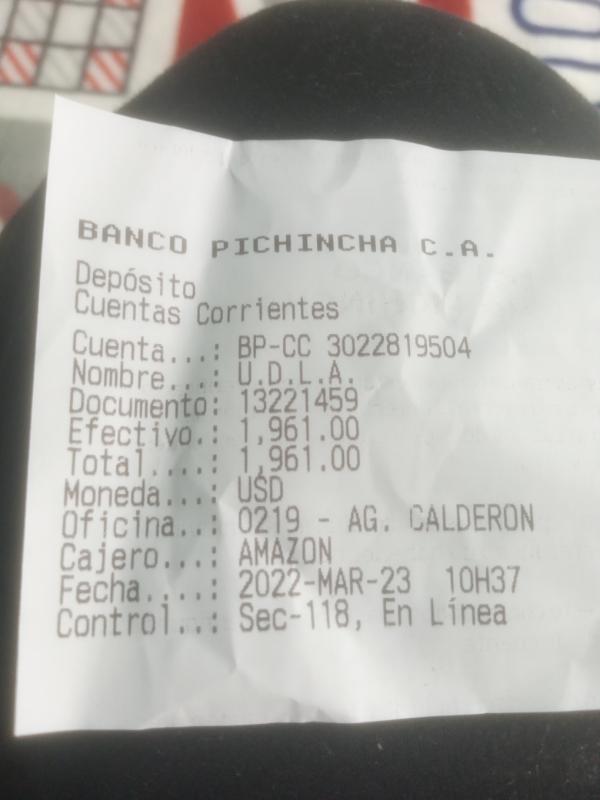 BANCO PICHINCHA C.A.
Depósito
Cuentas Corrientes
Cuenta...: BP-CC 3022819504
Nombre...: U.D.L.A.
Documento: 13221459
Efectivo.: 1,961.00
Total....: 1,961.00
Moneda...: USD
Oficina..: 0219 - AG. CALDERON
Cajero...: AMAZON
Fecha....: 2022-MAR-23 10H37
Control..: Sec-118, En Línea